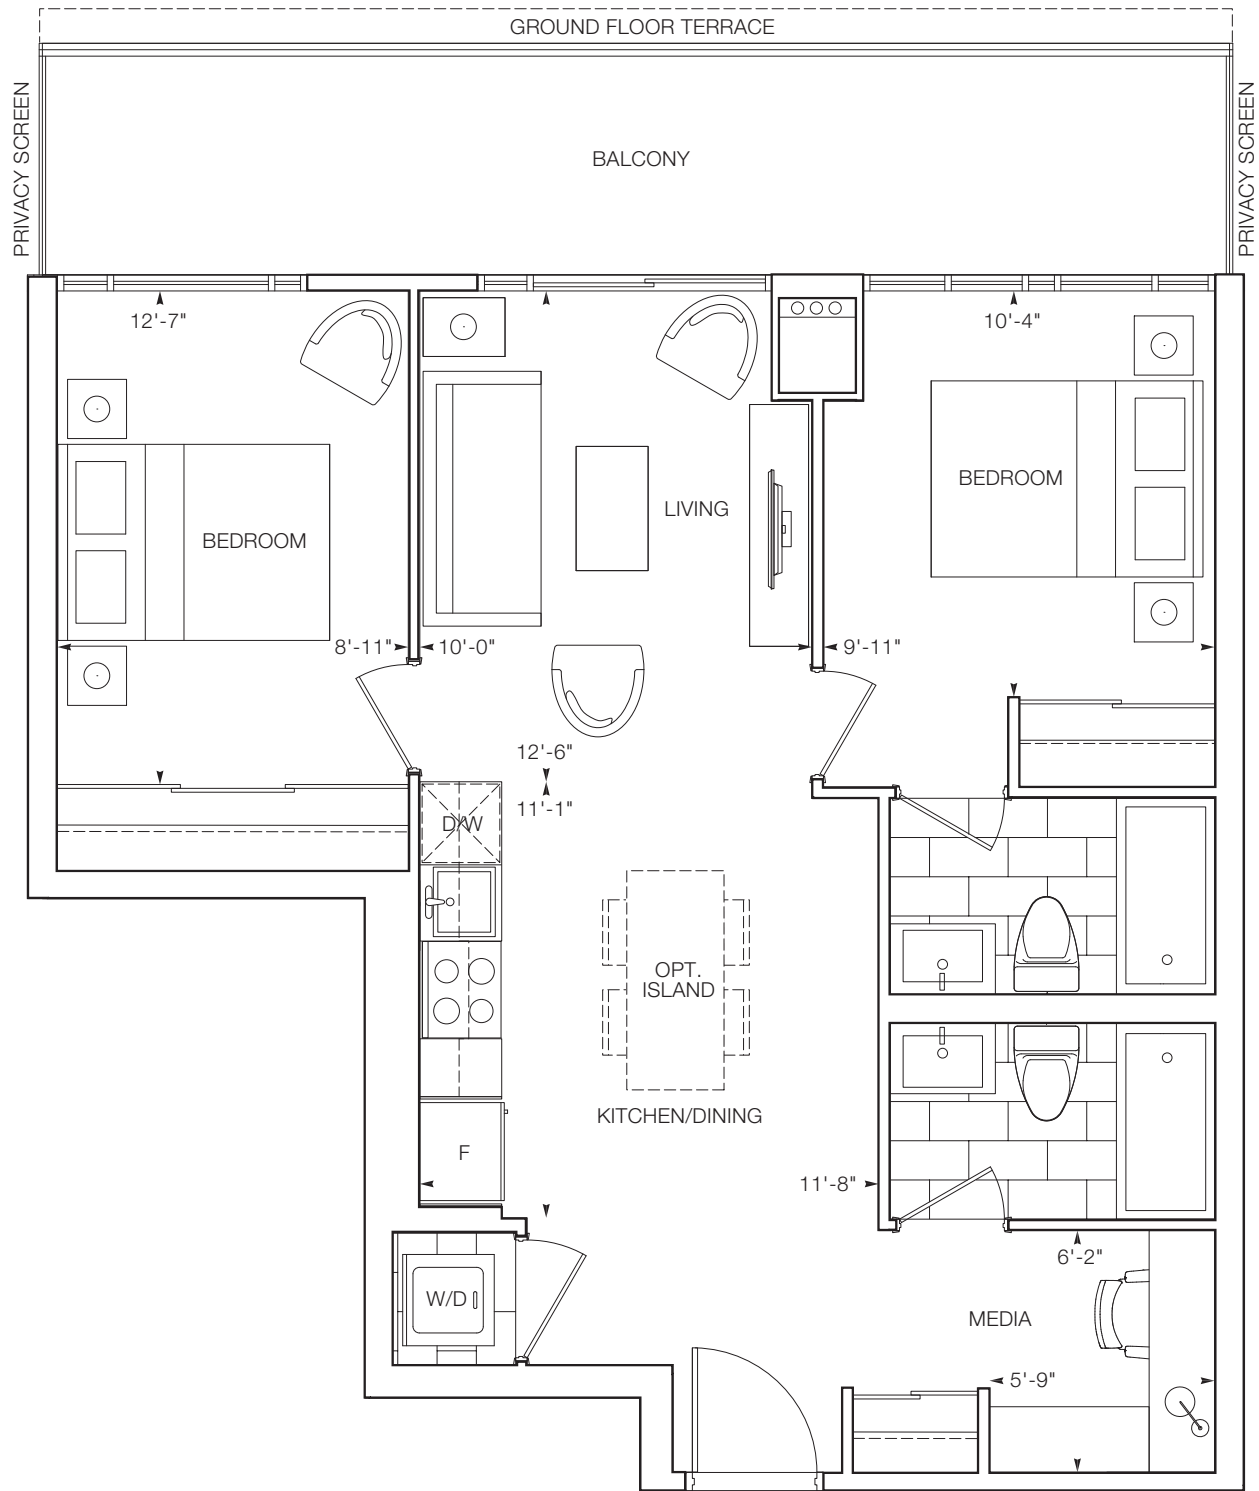 GROUND FLOOR TERRACE
PRIVACY SCREEN
PRIVACY SCREEN
BALCONY
12'-7"
10'-4"
BEDROOM
LIVING
BEDROOM
8'-11"
10'-0"
9'-11"
12'-6"
11'-1"
D/W
OPT.
ISLAND
KITCHEN/DINING
F
11'-8"
6'-2"
W/D
MEDIA
5'-9"